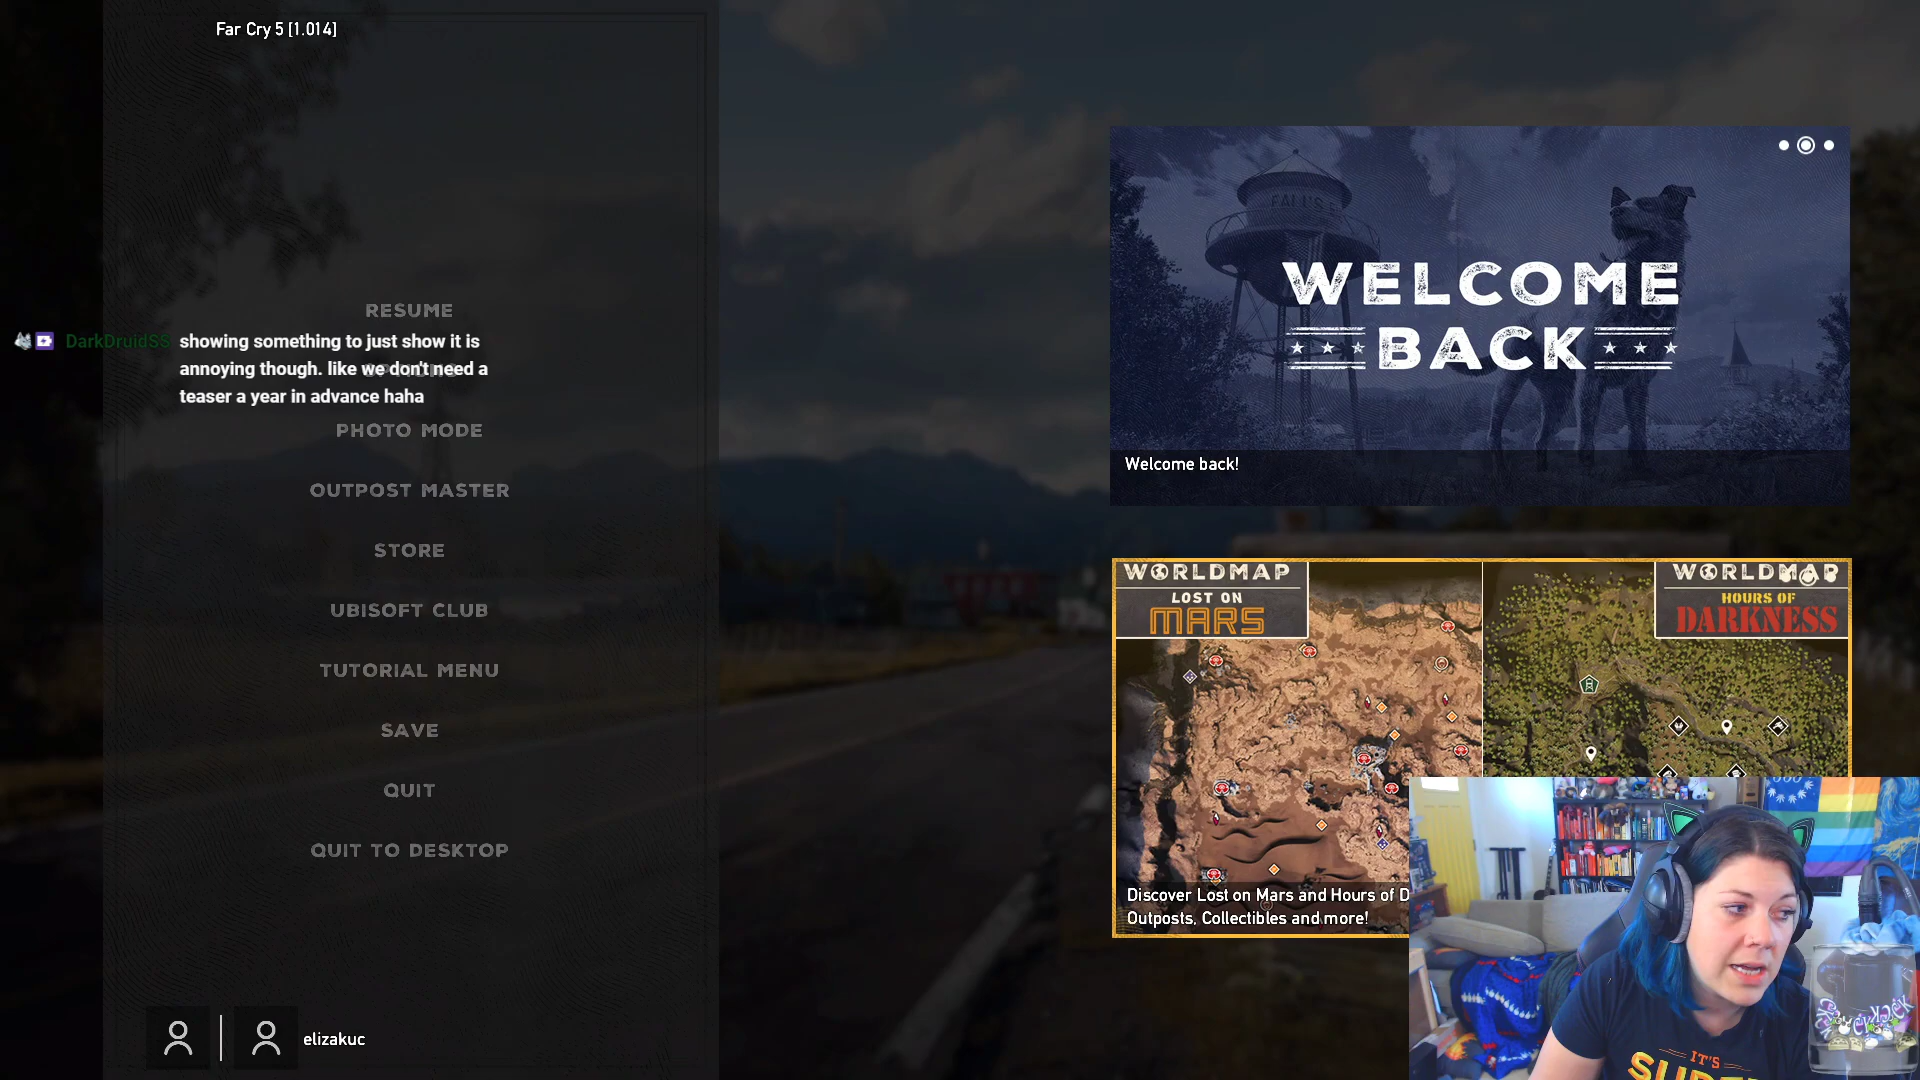 Far Cry 5 [1.014]
RESUME
DarkDruidSS showing something to just show it is
annoying though. like we don't need a
teaser a year in advance haha
PHOTO MODE
OUTPOST MASTER
STORE
UBISOFT CLUB
TUTORIAL MENU
SAVE
QUIT
QUIT TO DESKTOP
elizakuc
FALL'S E
WELCOME
BACK
Welcome back!
WORLDMAP
LOST ON
MARS
WORLDMAP
HOURS OF
DARKNESS
Discover Lost on Mars and Hours of D
Outposts, Collectibles and more!
IT'S
SUPER